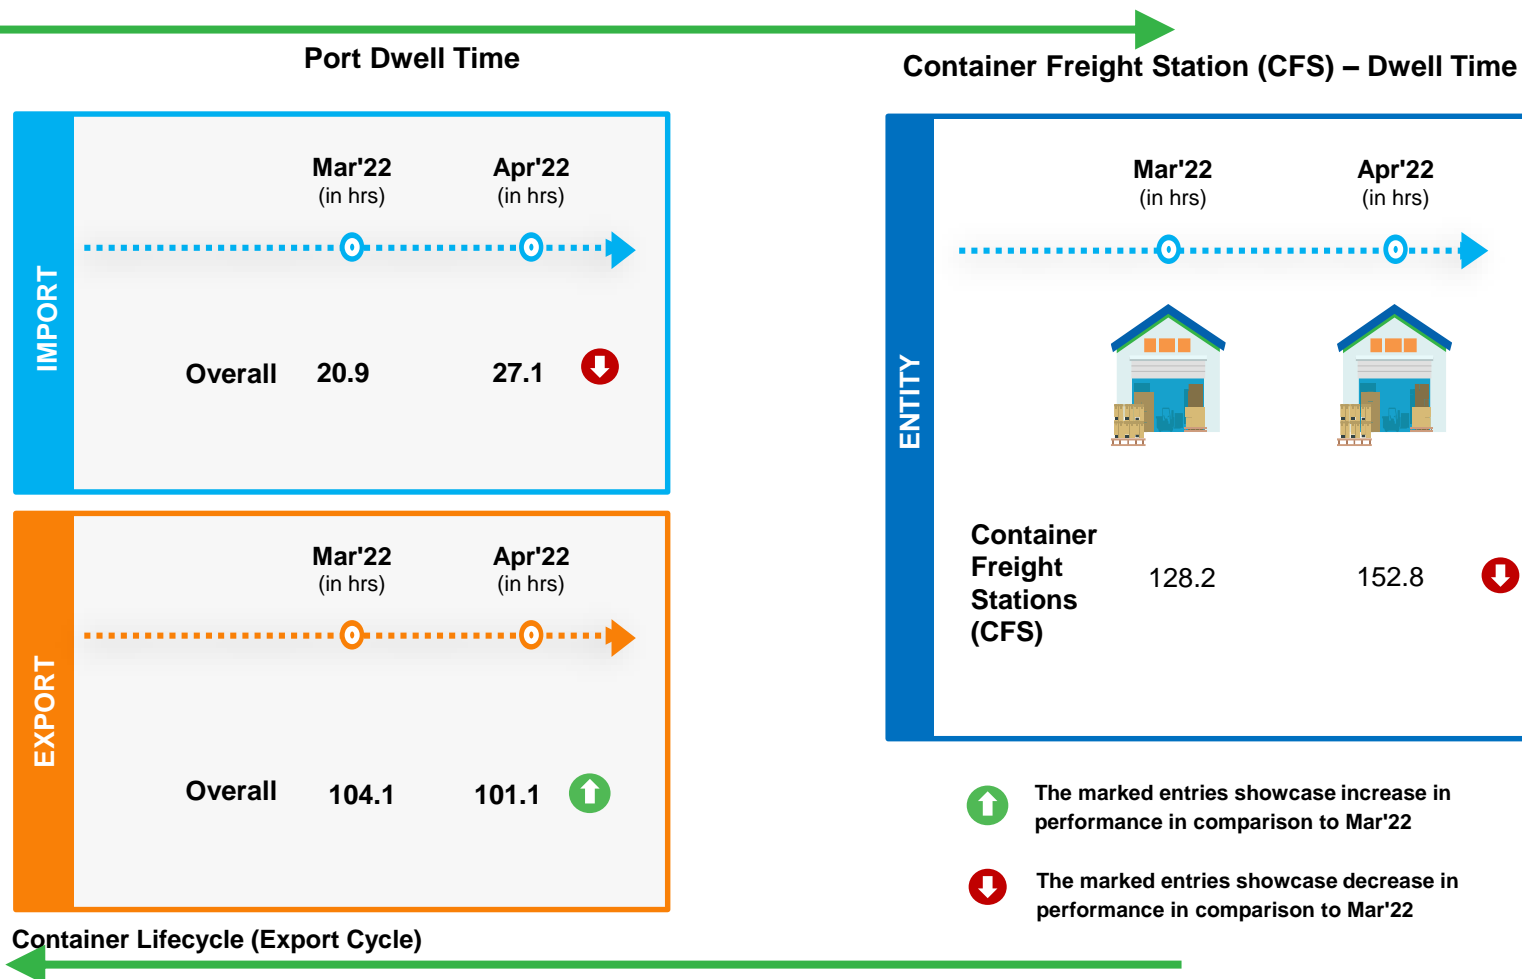 Port Dwell Time
Container Freight Station (CFS) – Dwell Time
IMPORT
Mar'22 Apr'22
(in hrs) (in hrs)
Overall 20.9 27.1
EXPORT
Mar'22 Apr'22
(in hrs) (in hrs)
Overall 104.1 101.1
Container Lifecycle (Export Cycle)
ENTITY
Mar'22 Apr'22
(in hrs) (in hrs)
Container
Freight
Stations
(CFS)
128.2 152.8
The marked entries showcase increase in
performance in comparison to Mar'22
The marked entries showcase decrease in
performance in comparison to Mar'22